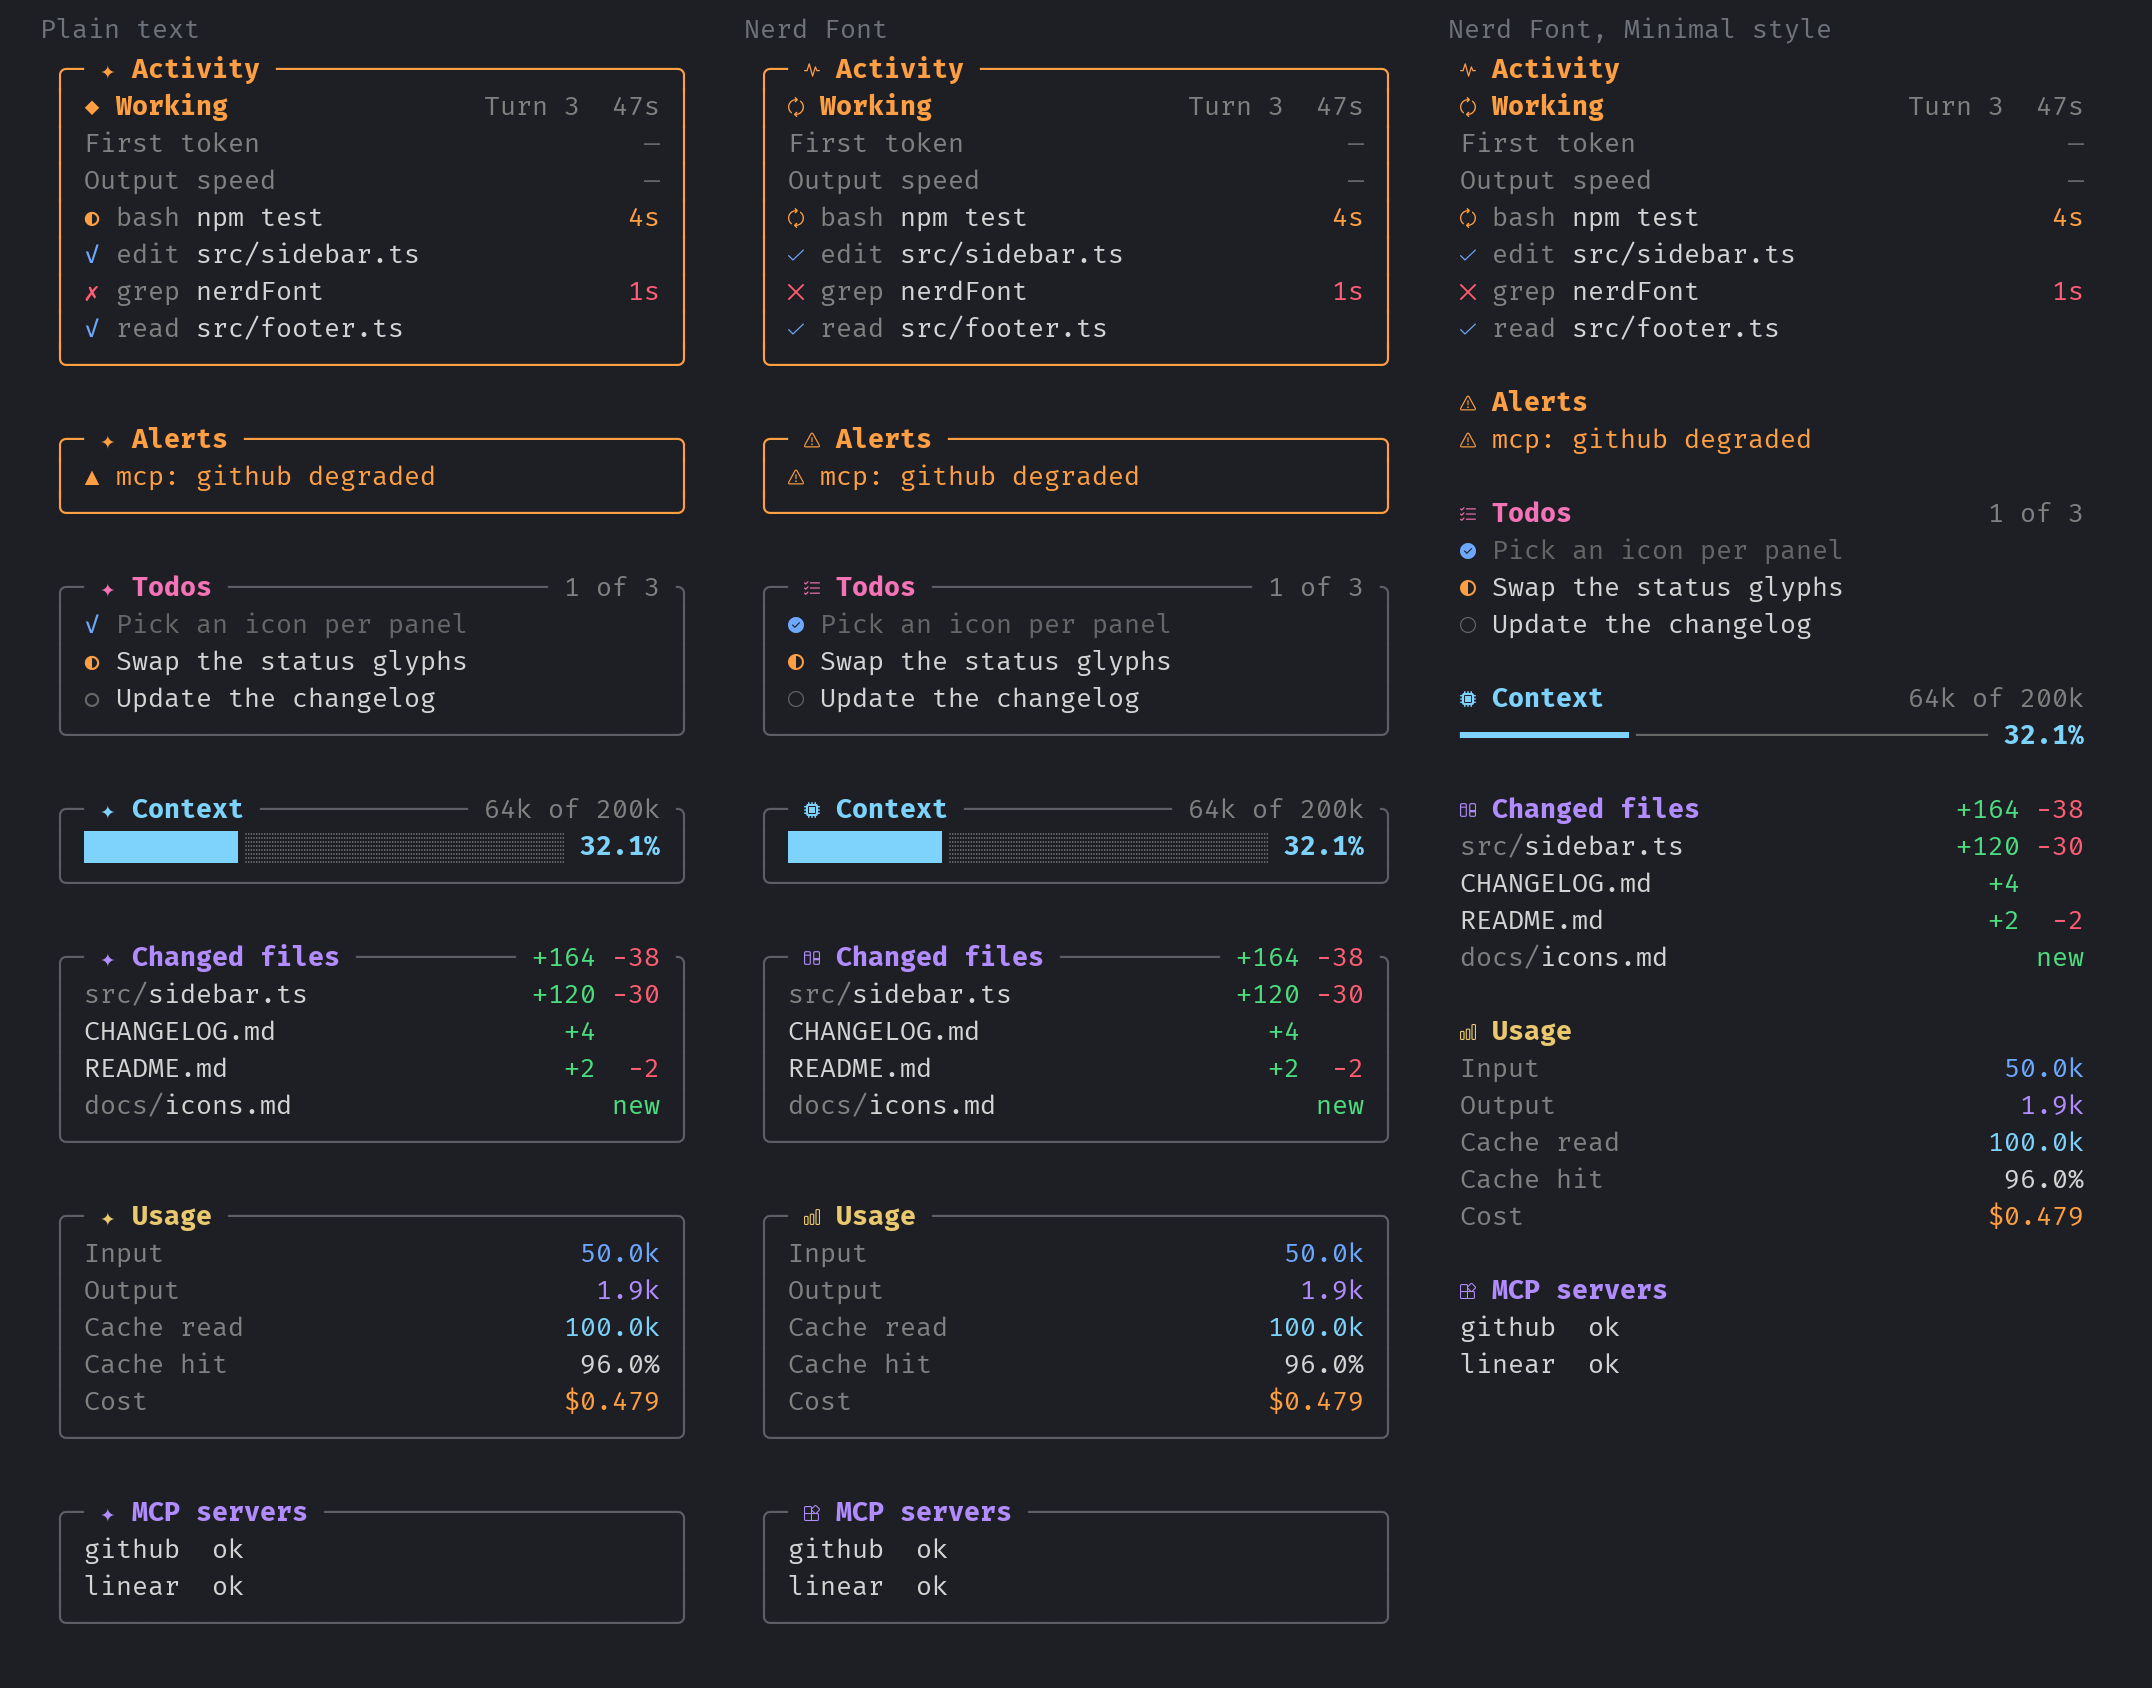 Plain text
✦ Activity
◆ Working Turn 3 47s
First token —
Output speed —
◐ bash npm test 4s
√ edit src/sidebar.ts
✗ grep nerdFont 1s
√ read src/footer.ts
✦ Alerts
▲ mcp: github degraded
✦ Todos 1 of 3
√ Pick an icon per panel
◐ Swap the status glyphs
○ Update the changelog
✦ Context 64k of 200k
32.1%
✦ Changed files +164 -38
src/sidebar.ts +120 -30
CHANGELOG.md +4
README.md +2 -2
docs/icons.md new
✦ Usage
Input 50.0k
Output 1.9k
Cache read 100.0k
Cache hit 96.0%
Cost $0.479
✦ MCP servers
github ok
linear ok
Nerd Font
Activity
Working Turn 3 47s
First token —
Output speed —
bash npm test 4s
edit src/sidebar.ts
grep nerdFont 1s
read src/footer.ts
Alerts
mcp: github degraded
Todos 1 of 3
Pick an icon per panel
Swap the status glyphs
Update the changelog
Context 64k of 200k
32.1%
Changed files +164 -38
src/sidebar.ts +120 -30
CHANGELOG.md +4
README.md +2 -2
docs/icons.md new
Usage
Input 50.0k
Output 1.9k
Cache read 100.0k
Cache hit 96.0%
Cost $0.479
MCP servers
github ok
linear ok
Nerd Font, Minimal style
Activity
Working Turn 3 47s
First token —
Output speed —
bash npm test 4s
edit src/sidebar.ts
grep nerdFont 1s
read src/footer.ts
Alerts
mcp: github degraded
Todos 1 of 3
Pick an icon per panel
Swap the status glyphs
Update the changelog
Context 64k of 200k
32.1%
Changed files +164 -38
src/sidebar.ts +120 -30
CHANGELOG.md +4
README.md +2 -2
docs/icons.md new
Usage
Input 50.0k
Output 1.9k
Cache read 100.0k
Cache hit 96.0%
Cost $0.479
MCP servers
github ok
linear ok